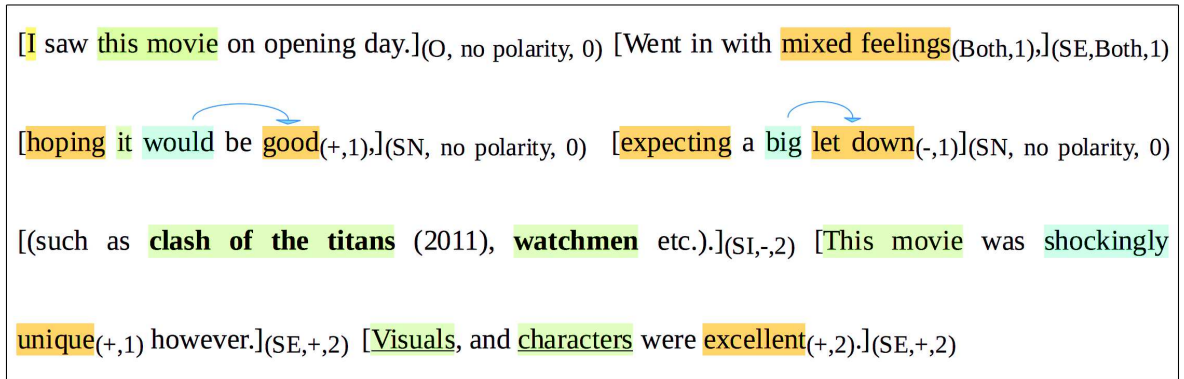 [I saw this movie on opening day.](O, no polarity, 0) [Went in with mixed feelings(Both,1),](SE,Both,1)
[hoping it would be good(+,1),](SN, no polarity, 0) [expecting a big let down(-,1)](SN, no polarity, 0)
[(such as clash of the titans (2011), watchmen etc.).](SI,-,2) [This movie was shockingly
unique(+,1) however.](SE,+,2) [Visuals, and characters were excellent(+,2).](SE,+,2)